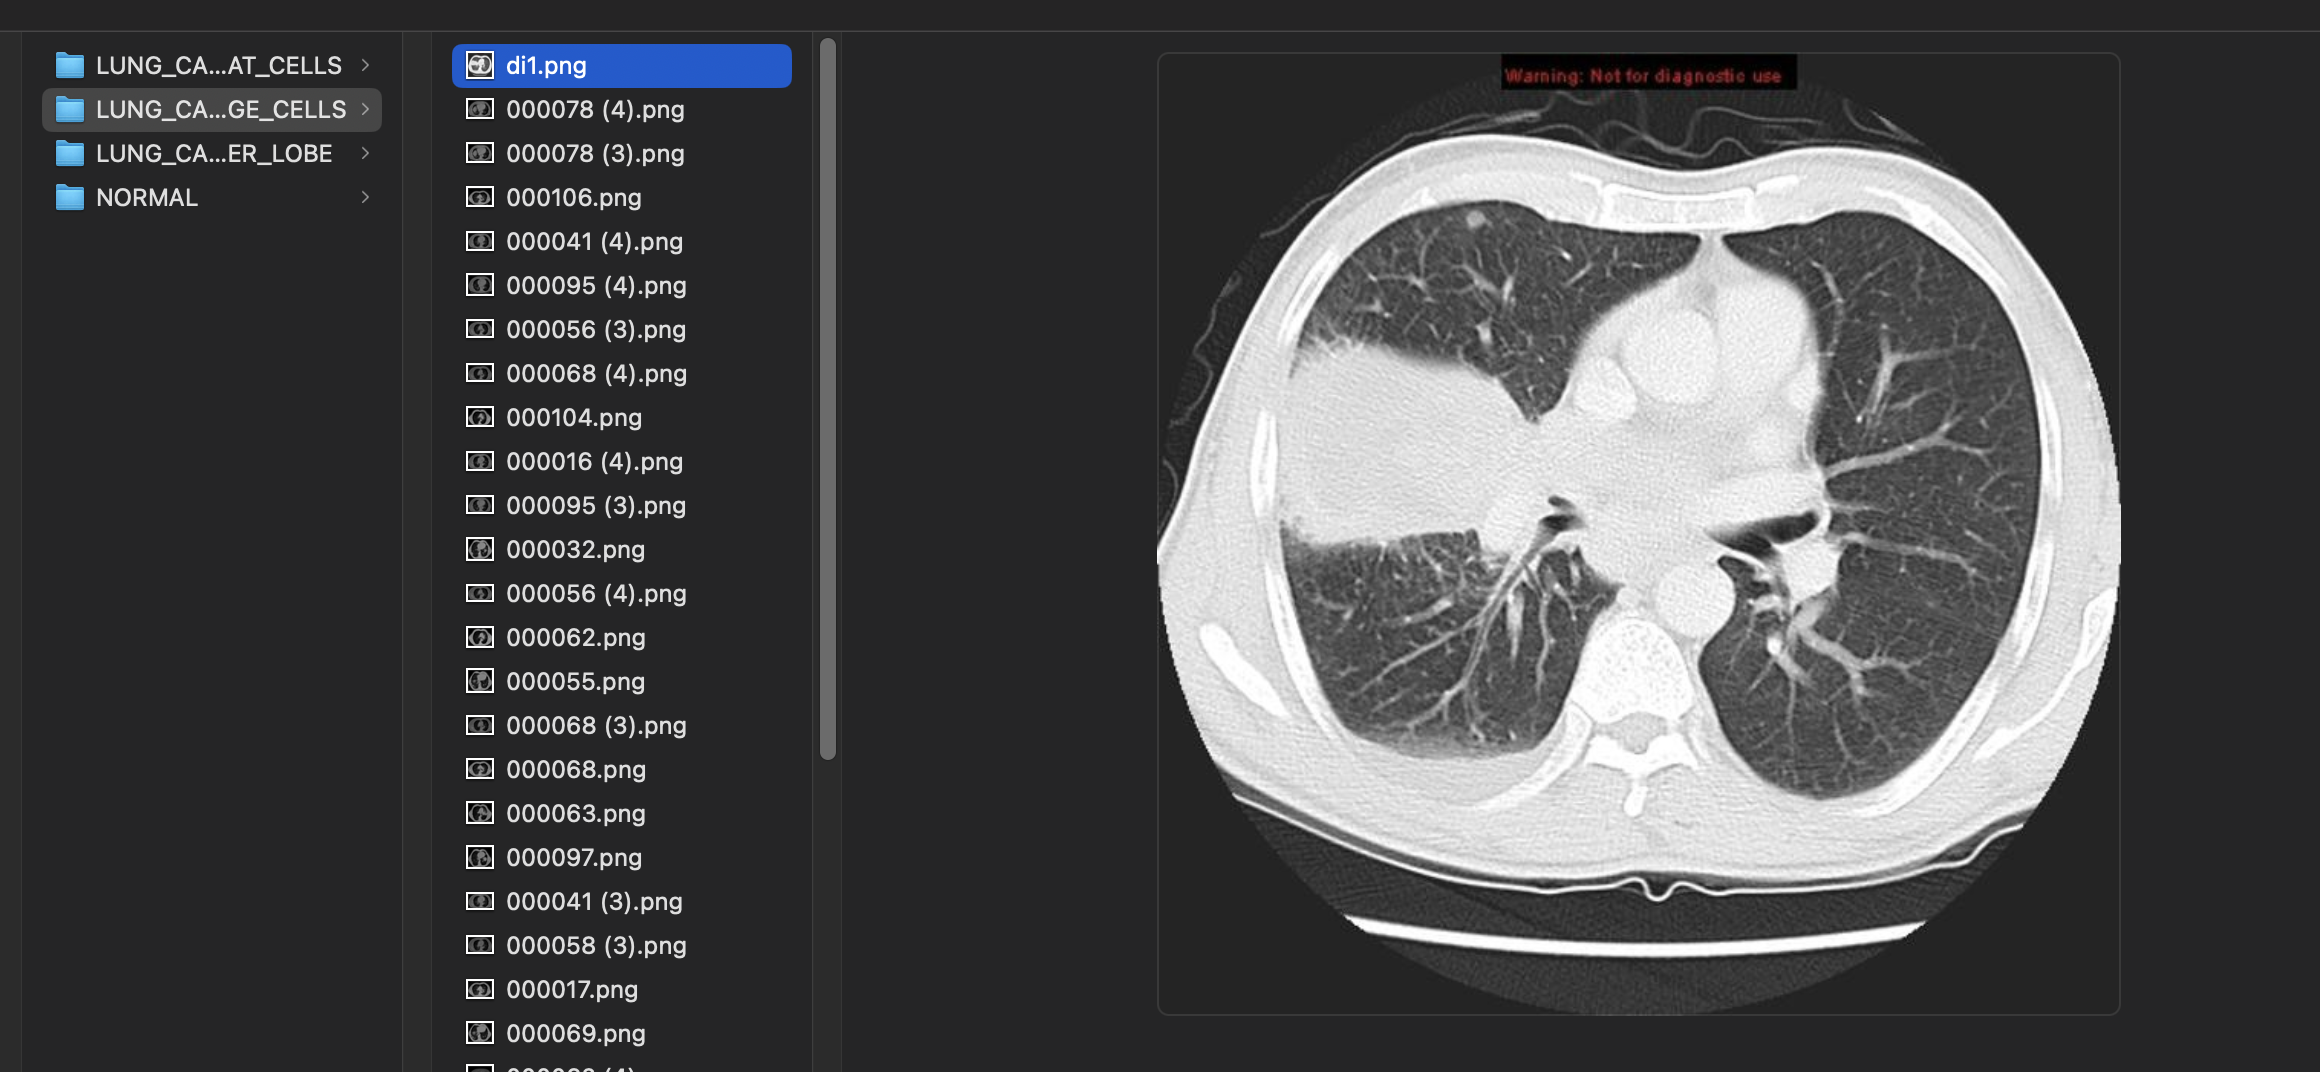 LUNG_CA...AT_CELLS
LUNG_CA...GE_CELLS
LUNG_CA...ER_LOBE
NORMAL
di1.png
000078 (4).png
000078 (3).png
000106.png
000041 (4).png
000095 (4).png
000056 (3).png
000068 (4).png
000104.png
000016 (4).png
000095 (3).png
000032.png
000056 (4).png
000062.png
000055.png
000068 (3).png
000068.png
000063.png
000097.png
000041 (3).png
000058 (3).png
000017.png
000069.png
Warning: Not for diagnostic use